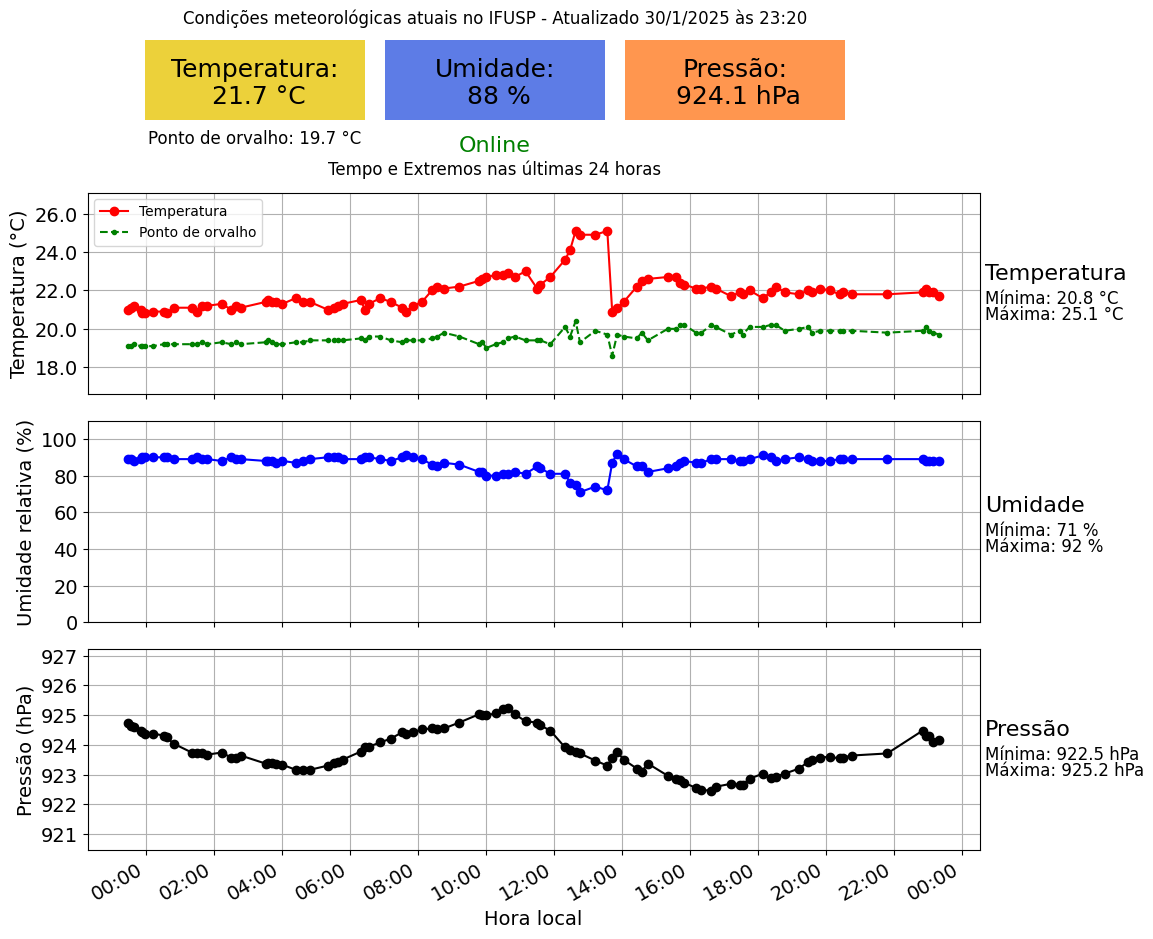 Condições meteorológicas atuais no IFUSP - Atualizado 30/1/2025 às 23:20
Temperatura:
21.7 °C
Umidade:
88 %
Pressão:
924.1 hPa
Ponto de orvalho: 19.7 °C
Online
Tempo e Extremos nas últimas 24 horas
Temperatura (°C)
26.0
24.0
22.0
20.0
18.0
Temperatura
Ponto de orvalho
Temperatura
Mínima: 20.8 °C
Máxima: 25.1 °C
Umidade relativa (%)
100
80
60
40
20
0
Umidade
Mínima: 71 %
Máxima: 92 %
Pressão (hPa)
927
926
925
924
923
922
921
Pressão
Mínima: 922.5 hPa
Máxima: 925.2 hPa
00:00
02:00
04:00
06:00
08:00
10:00
12:00
14:00
16:00
18:00
20:00
22:00
00:00
Hora local